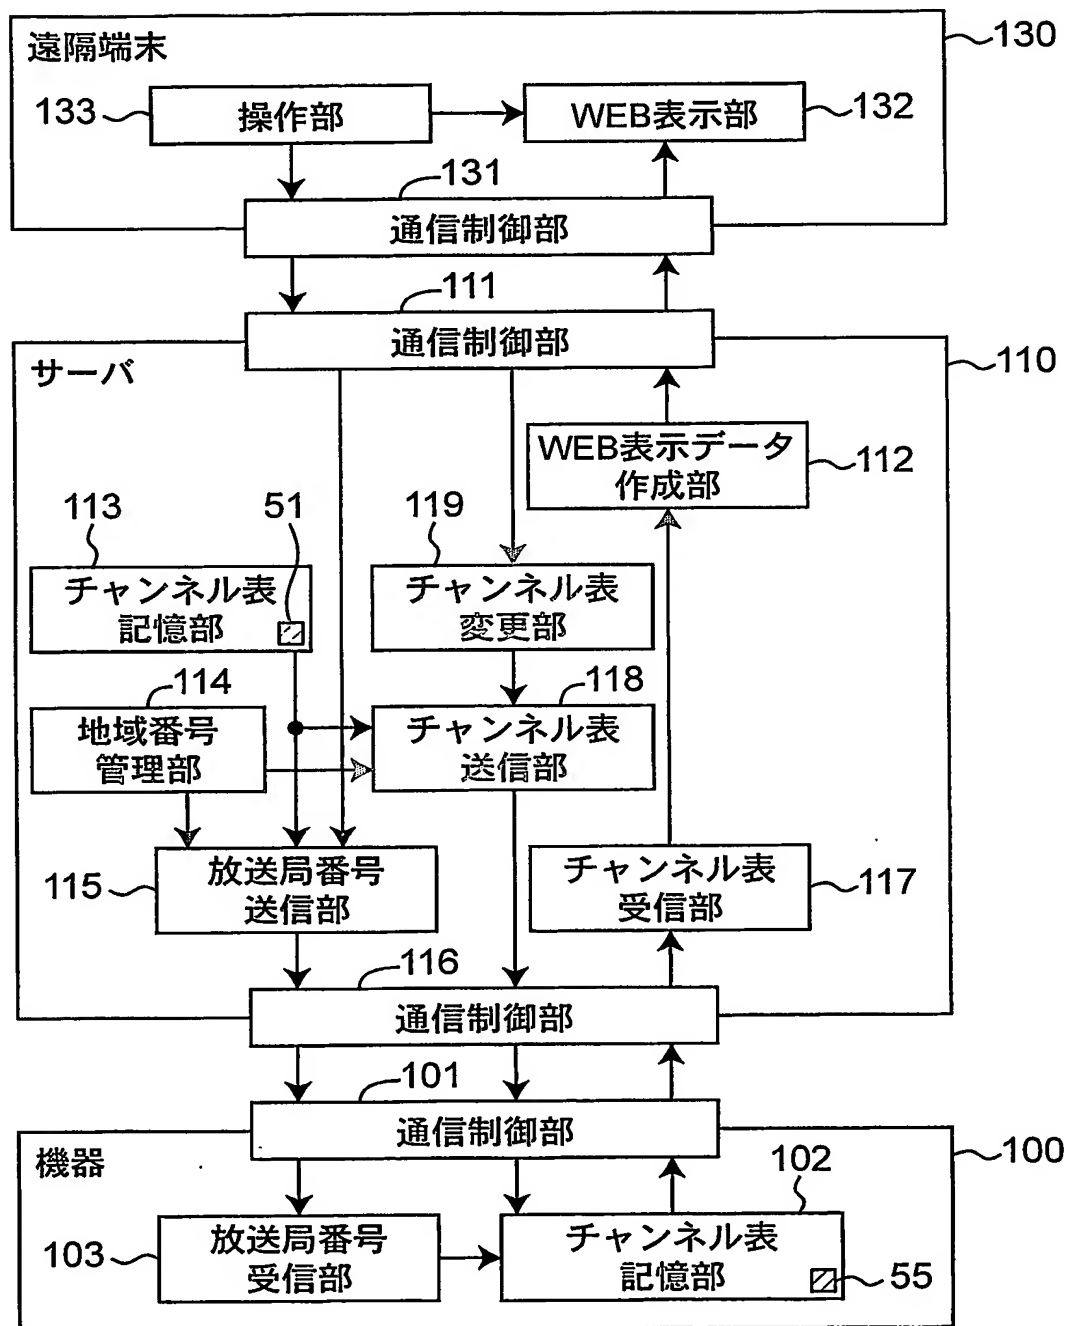 遠隔端末
130
133
操作部
WEB表示部
132
131
通信制御部
111
通信制御部
サーバ
110
WEB表示データ
作成部
112
113
51
119
チャンネル表
記憶部
チャンネル表
変更部
114
118
地域番号
管理部
チャンネル表
送信部
115
放送局番号
送信部
チャンネル表
受信部
117
116
通信制御部
101
通信制御部
機器
100
102
103
放送局番号
受信部
チャンネル表
記憶部
55